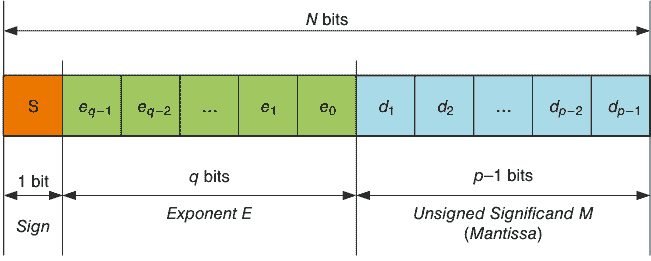 N bits
S e_{q–1} e_{q–2} ... e_1 e_0 d_1 d_2 ... d_{p–2} d_{p–1}
1 bit q bits p–1 bits
Sign Exponent E Unsigned Significand M
(Mantissa)